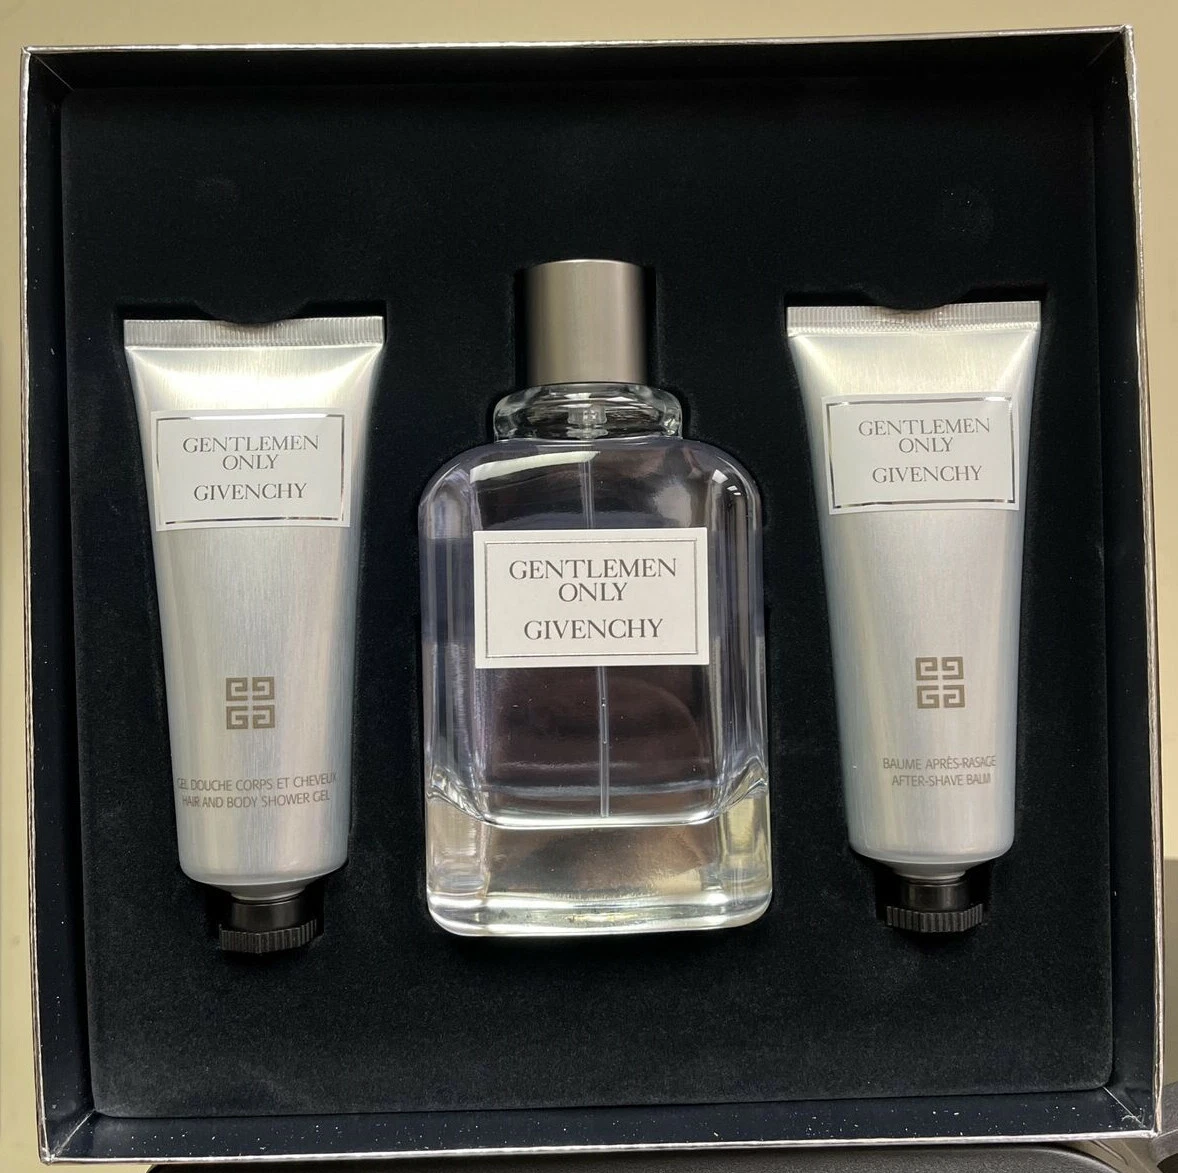 GENTLEMEN
ONLY
GIVENCHY
GEL DOUCHE CORPS ET CHEVEUX
HAIR AND BODY SHOWER GEL
GENTLEMEN
ONLY
GIVENCHY
GENTLEMEN
ONLY
GIVENCHY
BAUME APRÈS-RASAGE
AFTER-SHAVE BALM